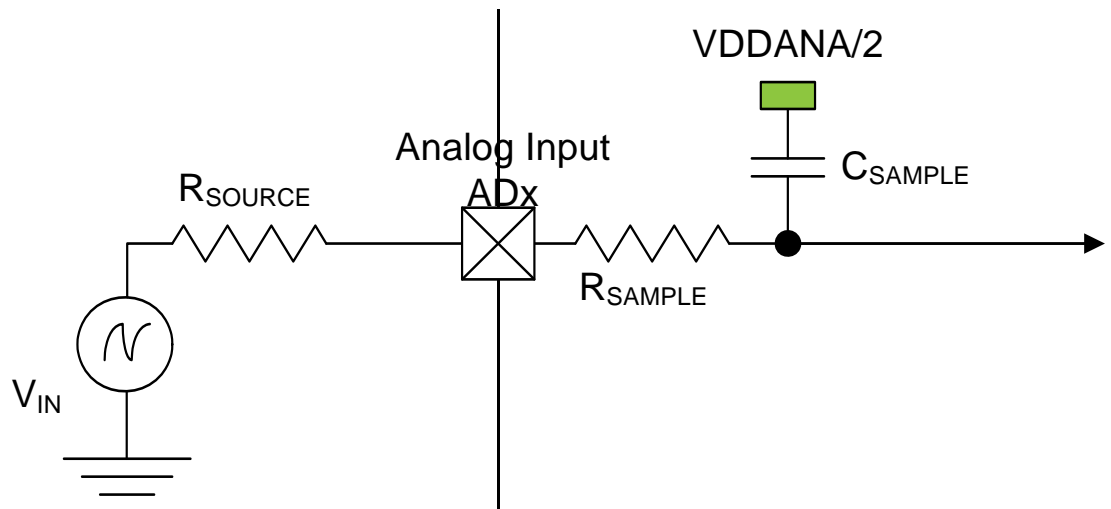 VDDANA/2
Analog Input
ADx
CSAMPLE
RSOURCE
RSAMPLE
VIN